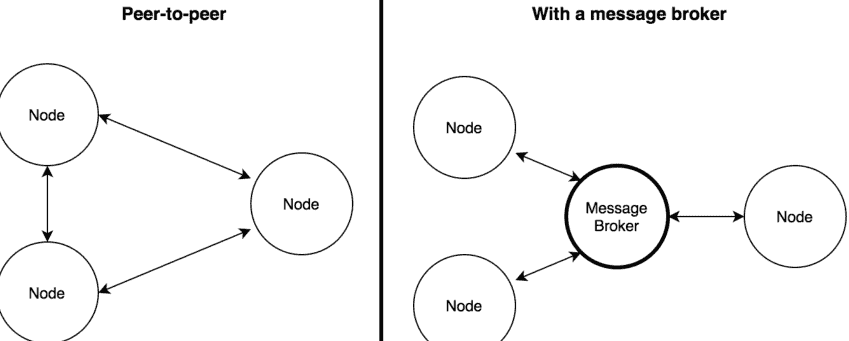 Peer-to-peer
Node
Node
Node
With a message broker
Node
Message
Broker
Node
Node